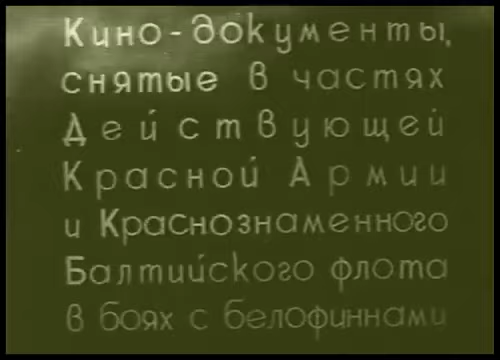 Кино-документы,
снятые в частях
Действующей
Красной Армии
и Краснознаменного
Балтийского флота
в боях с белофиннами